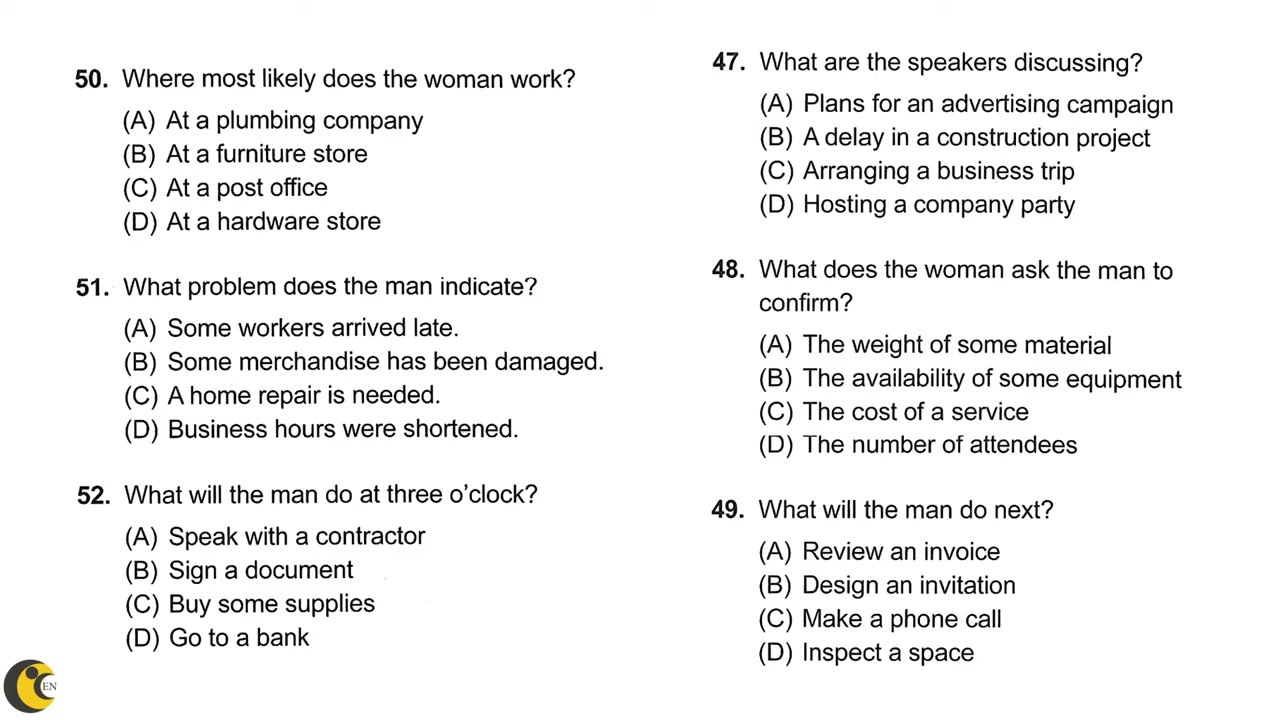 50. Where most likely does the woman work?
(A) At a plumbing company
(B) At a furniture store
(C) At a post office
(D) At a hardware store
51. What problem does the man indicate?
(A) Some workers arrived late.
(B) Some merchandise has been damaged.
(C) A home repair is needed.
(D) Business hours were shortened.
52. What will the man do at three o'clock?
(A) Speak with a contractor
(B) Sign a document
(C) Buy some supplies
(D) Go to a bank
EN
47. What are the speakers discussing?
(A) Plans for an advertising campaign
(B) A delay in a construction project
(C) Arranging a business trip
(D) Hosting a company party
48. What does the woman ask the man to
confirm?
(A) The weight of some material
(B) The availability of some equipment
(C) The cost of a service
(D) The number of attendees
49. What will the man do next?
(A) Review an invoice
(B) Design an invitation
(C) Make a phone call
(D) Inspect a space